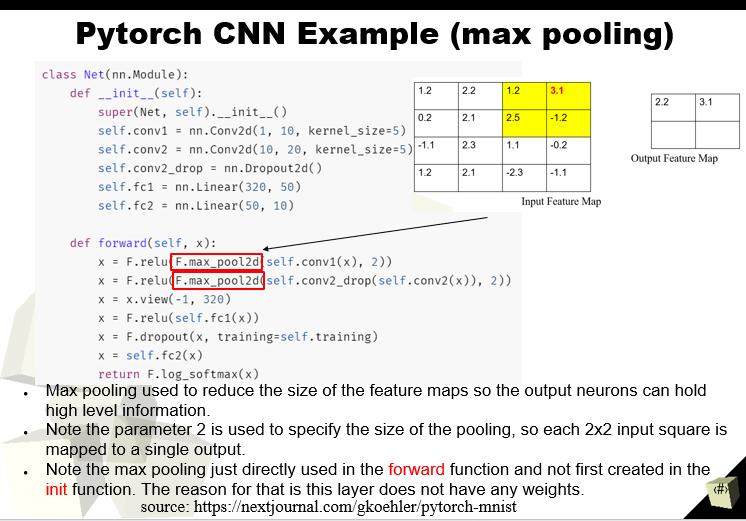 Pytorch CNN Example (max pooling)
class Net(nn.Module):
def __init__(self):
super(Net, self).__init__()
self.conv1 = nn.Conv2d(1, 10, kernel_size=5)
self.conv2 = nn.Conv2d(10, 20, kernel_size=5)
self.conv2_drop = nn.Dropout2d()
self.fc1 = nn.Linear(320, 50)
self.fc2 = nn.Linear(50, 10)
def forward(self, x):
x = F.relu(F.max_pool2d(self.conv1(x), 2))
x = F.relu(F.max_pool2d(self.conv2_drop(self.conv2(x)), 2))
x = x.view(-1, 320)
x = F.relu(self.fc1(x))
x = F.dropout(x, training=self.training)
x = self.fc2(x)
return F.log_softmax(x)
1.2 2.2 1.2 3.1
0.2 2.1 2.5 -1.2
-1.1 2.3 1.1 -0.2
1.2 2.1 -2.3 -1.1
Input Feature Map
2.2 3.1
Output Feature Map
• Max pooling used to reduce the size of the feature maps so the output neurons can hold
high level information.
• Note the parameter 2 is used to specify the size of the pooling, so each 2x2 input square is
mapped to a single output.
• Note the max pooling just directly used in the forward function and not first created in the
init function. The reason for that is this layer does not have any weights.
source: https://nextjournal.com/gkoehler/pytorch-mnist
‹#›